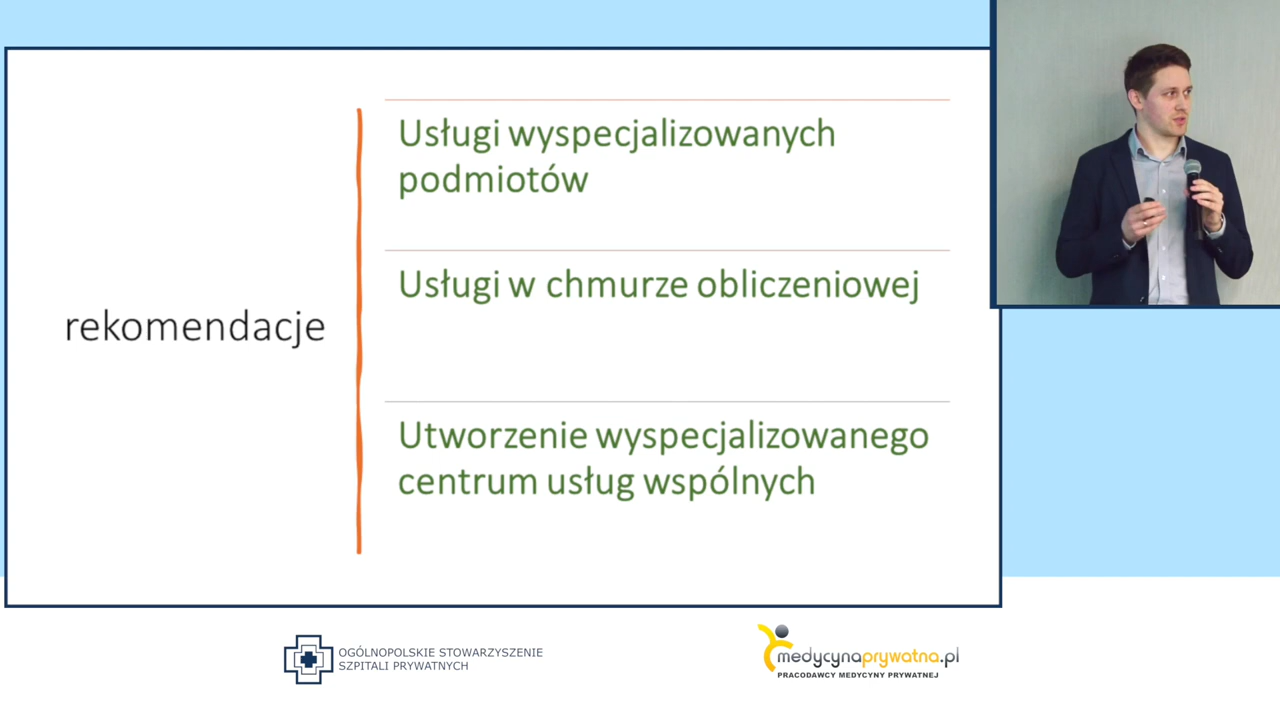 rekomendacje
Usługi wyspecjalizowanych
podmiotów
Usługi w chmurze obliczeniowej
Utworzenie wyspecjalizowanego
centrum usług wspólnych
OGÓLNOPOLSKIE STOWARZYSZENIE
SZPITALI PRYWATNYCH
medycynaprywatna.pl
PRACODAWCY MEDYCYNY PRYWATNEJ